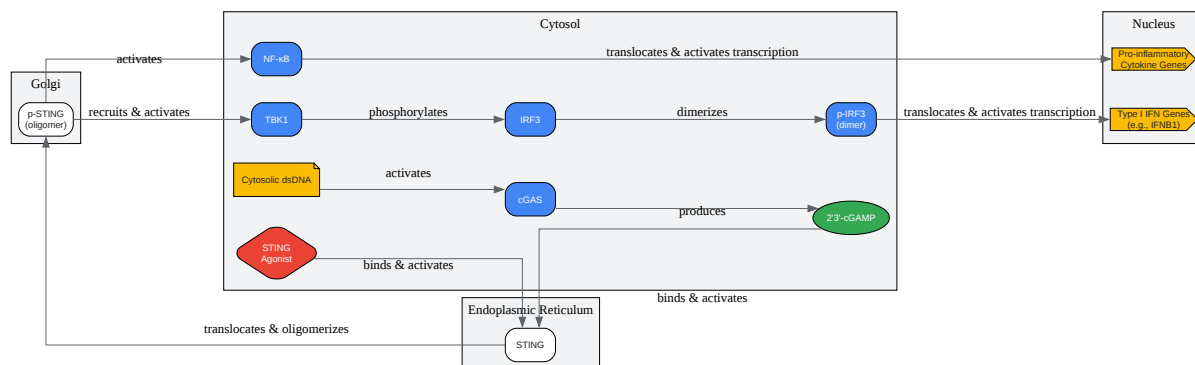 Cytosol
Nucleus
NF-κB
activates
translocates & activates transcription
Pro-inflammatory
Cytokine Genes
Golgi
p-STING
(oligomer)
recruits & activates
TBK1
phosphorylates
IRF3
dimerizes
p-IRF3
(dimer)
translocates & activates transcription
Type I IFN Genes
(e.g., IFNB1)
Cytosolic dsDNA
activates
cGAS
produces
2'3'-cGAMP
STING
Agonist
binds & activates
binds & activates
Endoplasmic Reticulum
translocates & oligomerizes
STING